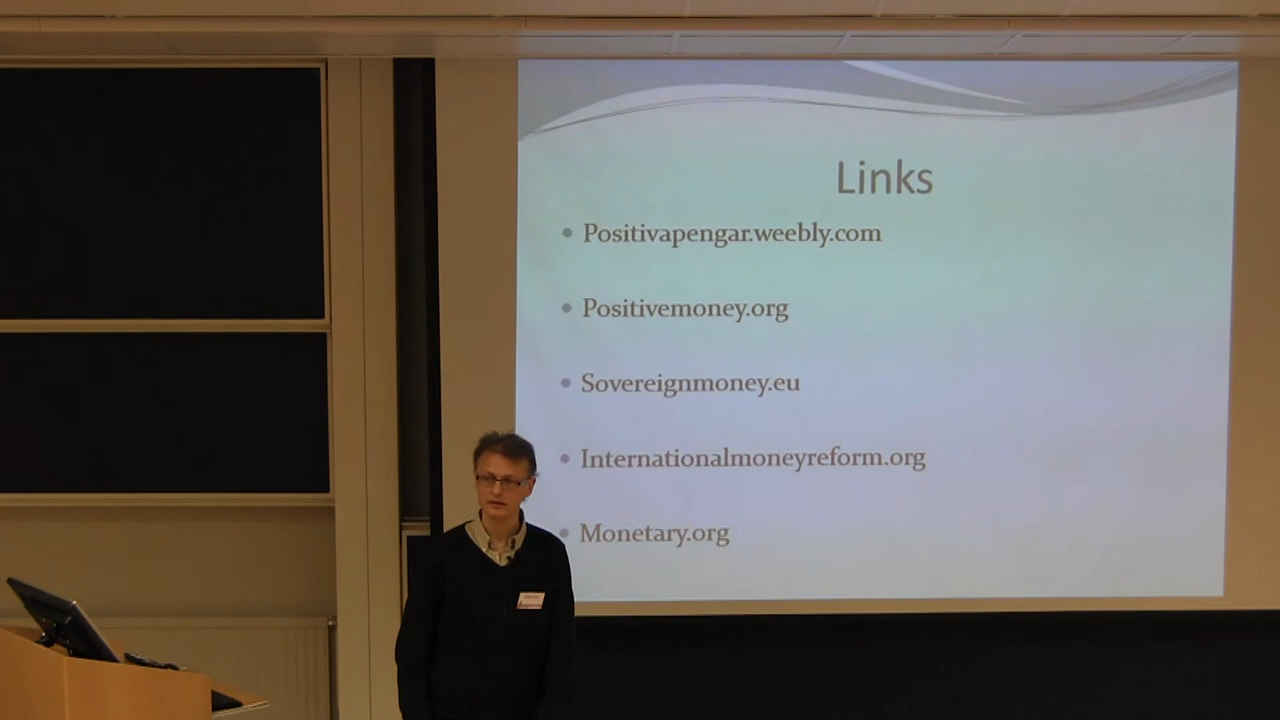 Links
• Positivapengar.weebly.com
• Positivemoney.org
• Sovereignmoney.eu
• Internationalmoneyreform.org
• Monetary.org